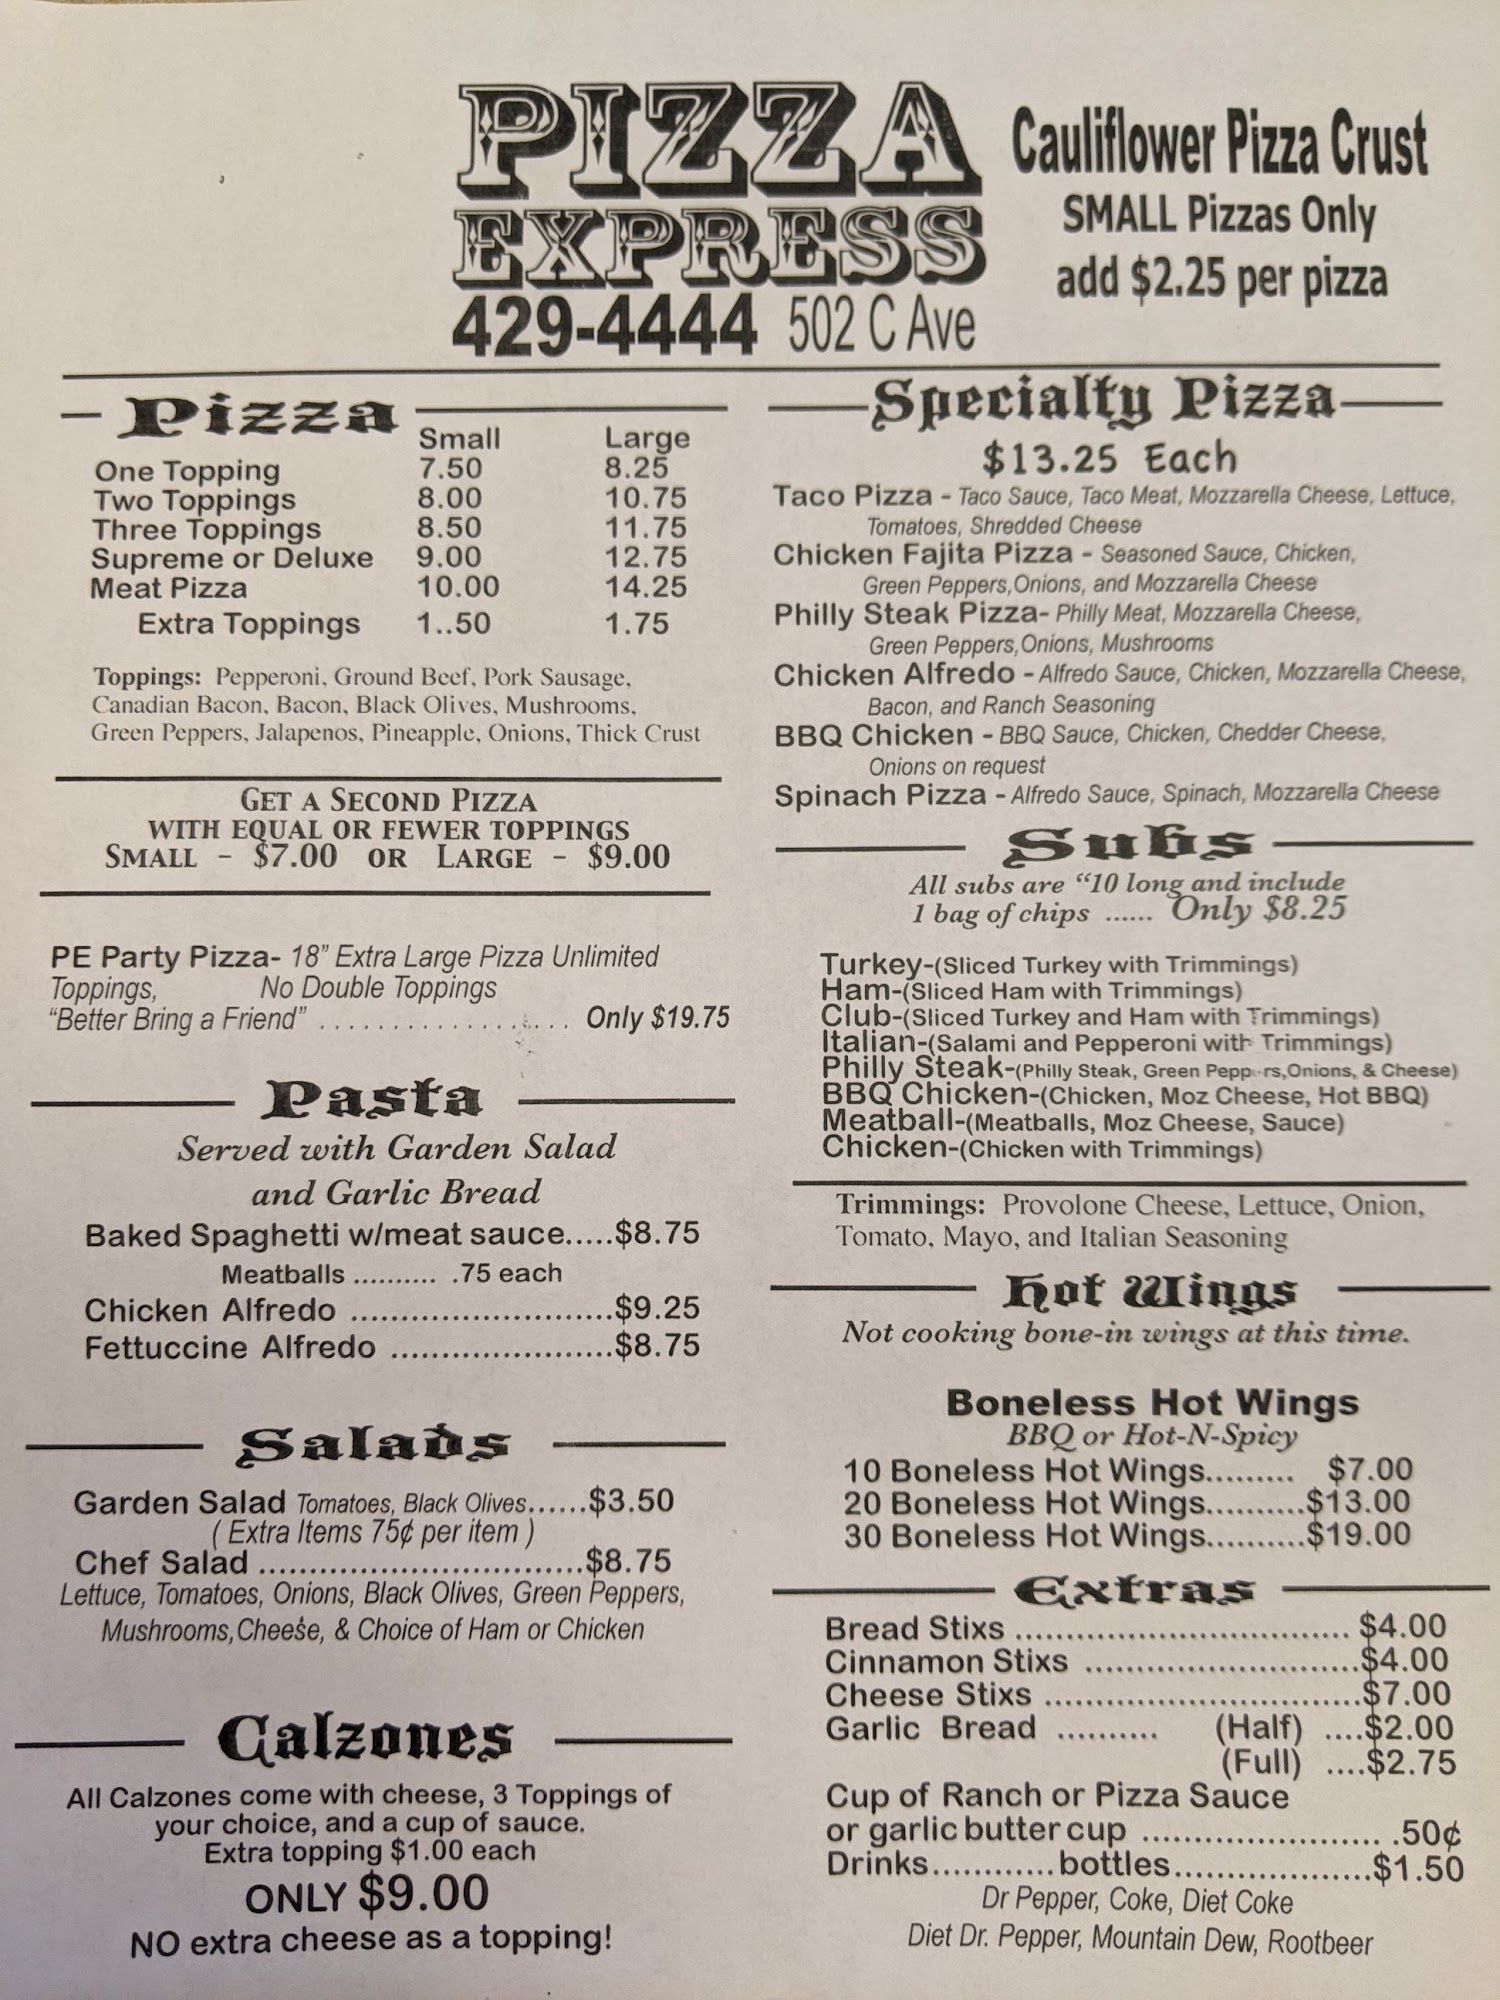 PIZZA
EXPRESS
429-4444 502 C Ave
Cauliflower Pizza Crust
SMALL Pizzas Only
add $2.25 per pizza
Pizza
Small Large
One Topping 7.50 8.25
Two Toppings 8.00 10.75
Three Toppings 8.50 11.75
Supreme or Deluxe 9.00 12.75
Meat Pizza 10.00 14.25
Extra Toppings 1..50 1.75
Toppings: Pepperoni, Ground Beef, Pork Sausage,
Canadian Bacon, Bacon, Black Olives, Mushrooms,
Green Peppers, Jalapenos, Pineapple, Onions, Thick Crust
GET A SECOND PIZZA
WITH EQUAL OR FEWER TOPPINGS
SMALL - $7.00 OR LARGE - $9.00
PE Party Pizza- 18" Extra Large Pizza Unlimited
Toppings, No Double Toppings
"Better Bring a Friend" . . . . . . . . . . . . . . . . . . . Only $19.75
Pasta
Served with Garden Salad
and Garlic Bread
Baked Spaghetti w/meat sauce.....$8.75
Meatballs .......... .75 each
Chicken Alfredo ..........................$9.25
Fettuccine Alfredo ......................$8.75
Salads
Garden Salad Tomatoes, Black Olives......$3.50
( Extra Items 75¢ per item )
Chef Salad ................................$8.75
Lettuce, Tomatoes, Onions, Black Olives, Green Peppers,
Mushrooms, Cheese, & Choice of Ham or Chicken
Calzones
All Calzones come with cheese, 3 Toppings of
your choice, and a cup of sauce.
Extra topping $1.00 each
ONLY $9.00
NO extra cheese as a topping!
Specialty Pizza
$13.25 Each
Taco Pizza - Taco Sauce, Taco Meat, Mozzarella Cheese, Lettuce,
Tomatoes, Shredded Cheese
Chicken Fajita Pizza - Seasoned Sauce, Chicken,
Green Peppers, Onions, and Mozzarella Cheese
Philly Steak Pizza- Philly Meat, Mozzarella Cheese,
Green Peppers, Onions, Mushrooms
Chicken Alfredo - Alfredo Sauce, Chicken, Mozzarella Cheese,
Bacon, and Ranch Seasoning
BBQ Chicken - BBQ Sauce, Chicken, Chedder Cheese,
Onions on request
Spinach Pizza - Alfredo Sauce, Spinach, Mozzarella Cheese
Subs
All subs are "10 long and include
1 bag of chips ...... Only $8.25
Turkey-(Sliced Turkey with Trimmings)
Ham-(Sliced Ham with Trimmings)
Club-(Sliced Turkey and Ham with Trimmings)
Italian-(Salami and Pepperoni with Trimmings)
Philly Steak-(Philly Steak, Green Peppers,Onions, & Cheese)
BBQ Chicken-(Chicken, Moz Cheese, Hot BBQ)
Meatball-(Meatballs, Moz Cheese, Sauce)
Chicken-(Chicken with Trimmings)
Trimmings: Provolone Cheese, Lettuce, Onion,
Tomato, Mayo, and Italian Seasoning
Hot Wings
Not cooking bone-in wings at this time.
Boneless Hot Wings
BBQ or Hot-N-Spicy
10 Boneless Hot Wings......... $7.00
20 Boneless Hot Wings..........$13.00
30 Boneless Hot Wings..........$19.00
Extras
Bread Stixs ................................. $4.00
Cinnamon Stixs ...........................$4.00
Cheese Stixs ...............................$7.00
Garlic Bread .......... (Half) ....$2.00
(Full) ....$2.75
Cup of Ranch or Pizza Sauce
or garlic butter cup ....................... .50¢
Drinks............bottles...................$1.50
Dr Pepper, Coke, Diet Coke
Diet Dr. Pepper, Mountain Dew, Rootbeer